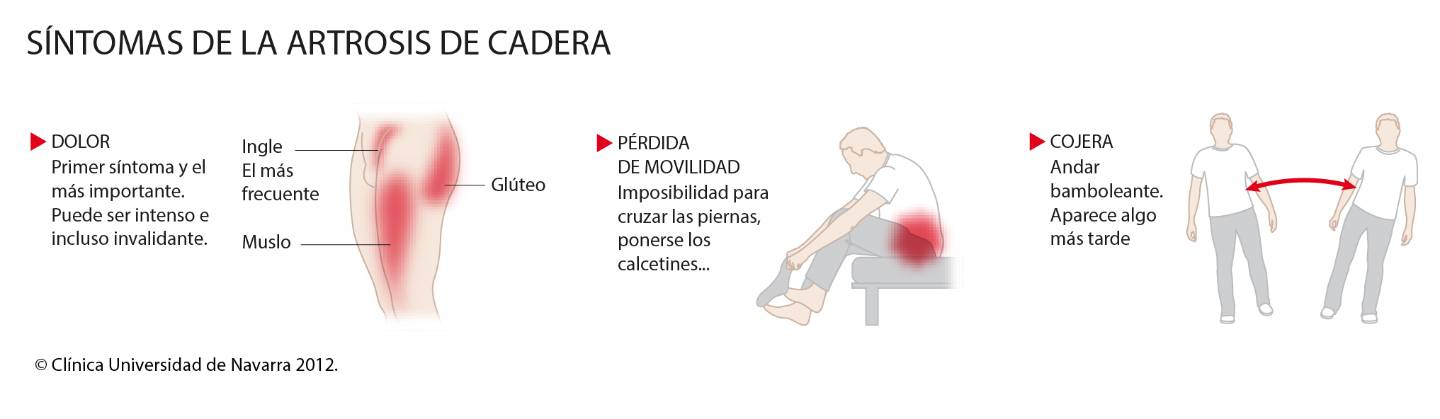 SÍNTOMAS DE LA ARTROSIS DE CADERA
DOLOR
Primer síntoma y el
más importante.
Puede ser intenso e
incluso invalidante.
Ingle
El más
frecuente
Muslo
Glúteo
PÉRDIDA
DE MOVILIDAD
Imposibilidad para
cruzar las piernas,
ponerse los
calcetines...
COJERA
Andar
bamboleante.
Aparece algo
más tarde
© Clínica Universidad de Navarra 2012.